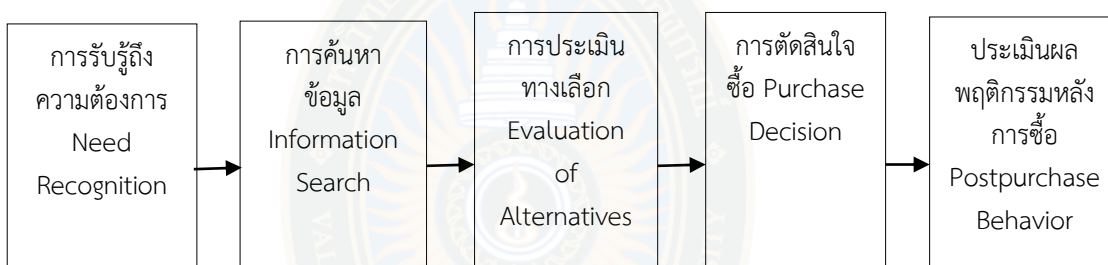 การรับรู้ถึง
ความต้องการ
Need
Recognition
การค้นหา
ข้อมูล
Information
Search
การประเมิน
ทางเลือก
Evaluation
of
Alternatives
การตัดสินใจ
ซื้อ Purchase
Decision
ประเมินผล
พฤติกรรมหลัง
การซื้อ
Postpurchase
Behavior